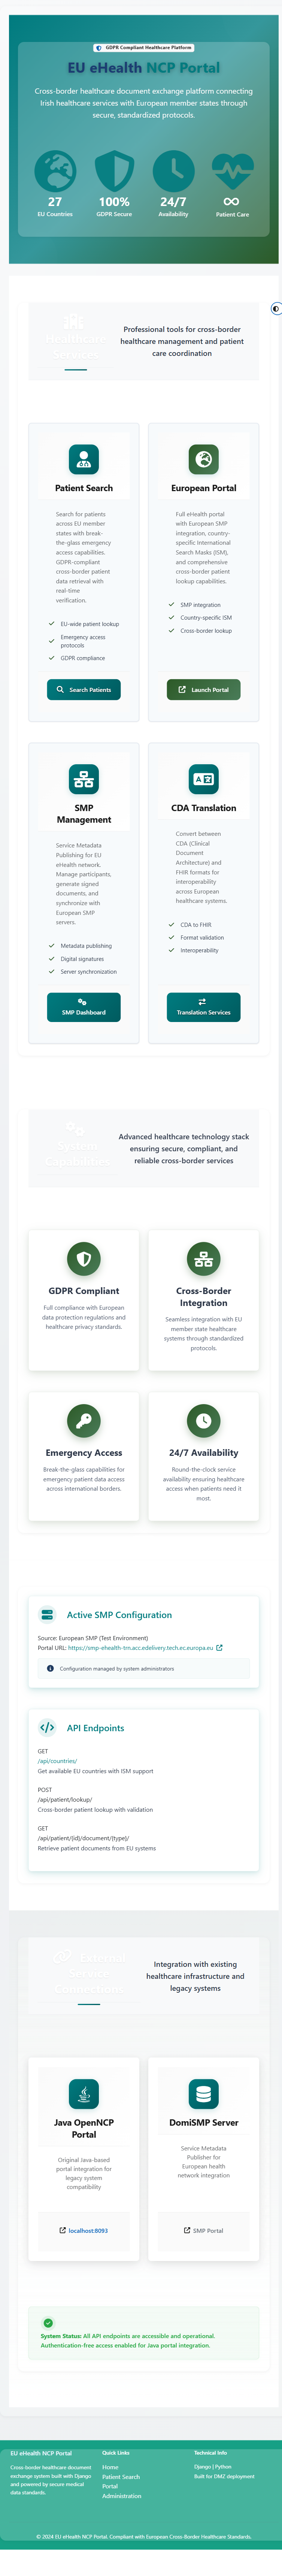 GDPR Compliant Healthcare Platform
EU eHealth NCP Portal
Cross-border healthcare document exchange platform connecting
Irish healthcare services with European member states through
secure, standardized protocols.
27
EU Countries
100%
GDPR Secure
24/7
Availability
∞
Patient Care
Healthcare
Services
Professional tools for cross-border
healthcare management and patient
care coordination
Patient Search
Search for patients
across EU member
states with break-
the-glass emergency
access capabilities.
GDPR-compliant
cross-border patient
data retrieval with
real-time
verification.
EU-wide patient lookup
Emergency access
protocols
GDPR compliance
Search Patients
European Portal
Full eHealth portal
with European SMP
integration, country-
specific International
Search Masks (ISM),
and comprehensive
cross-border patient
lookup capabilities.
SMP integration
Country-specific ISM
Cross-border lookup
Launch Portal
SMP
Management
Service Metadata
Publishing for EU
eHealth network.
Manage participants,
generate signed
documents, and
synchronize with
European SMP
servers.
Metadata publishing
Digital signatures
Server synchronization
SMP Dashboard
CDA Translation
Convert between
CDA (Clinical
Document
Architecture) and
FHIR formats for
interoperability
across European
healthcare systems.
CDA to FHIR
Format validation
Interoperability
Translation Services
System
Capabilities
Advanced healthcare technology stack
ensuring secure, compliant, and
reliable cross-border services
GDPR Compliant
Full compliance with European
data protection regulations and
healthcare privacy standards.
Cross-Border
Integration
Seamless integration with EU
member state healthcare
systems through standardized
protocols.
Emergency Access
Break-the-glass capabilities for
emergency patient data access
across international borders.
24/7 Availability
Round-the-clock service
availability ensuring healthcare
access when patients need it
most.
Active SMP Configuration
Source: European SMP (Test Environment)
Portal URL: https://smp-ehealth-trn.acc.edelivery.tech.ec.europa.eu
Configuration managed by system administrators
API Endpoints
GET
/api/countries/
Get available EU countries with ISM support
POST
/api/patient/lookup/
Cross-border patient lookup with validation
GET
/api/patient/{id}/document/{type}/
Retrieve patient documents from EU systems
External
Service
Connections
Integration with existing
healthcare infrastructure and
legacy systems
Java OpenNCP
Portal
Original Java-based
portal integration for
legacy system
compatibility
localhost:8093
DomiSMP Server
Service Metadata
Publisher for
European health
network integration
SMP Portal
System Status: All API endpoints are accessible and operational.
Authentication-free access enabled for Java portal integration.
EU eHealth NCP Portal
Cross-border healthcare document
exchange system built with Django
and powered by secure medical
data standards.
Quick Links
Home
Patient Search
Portal
Administration
Technical Info
Django | Python
Built for DMZ deployment
© 2024 EU eHealth NCP Portal. Compliant with European Cross-Border Healthcare Standards.